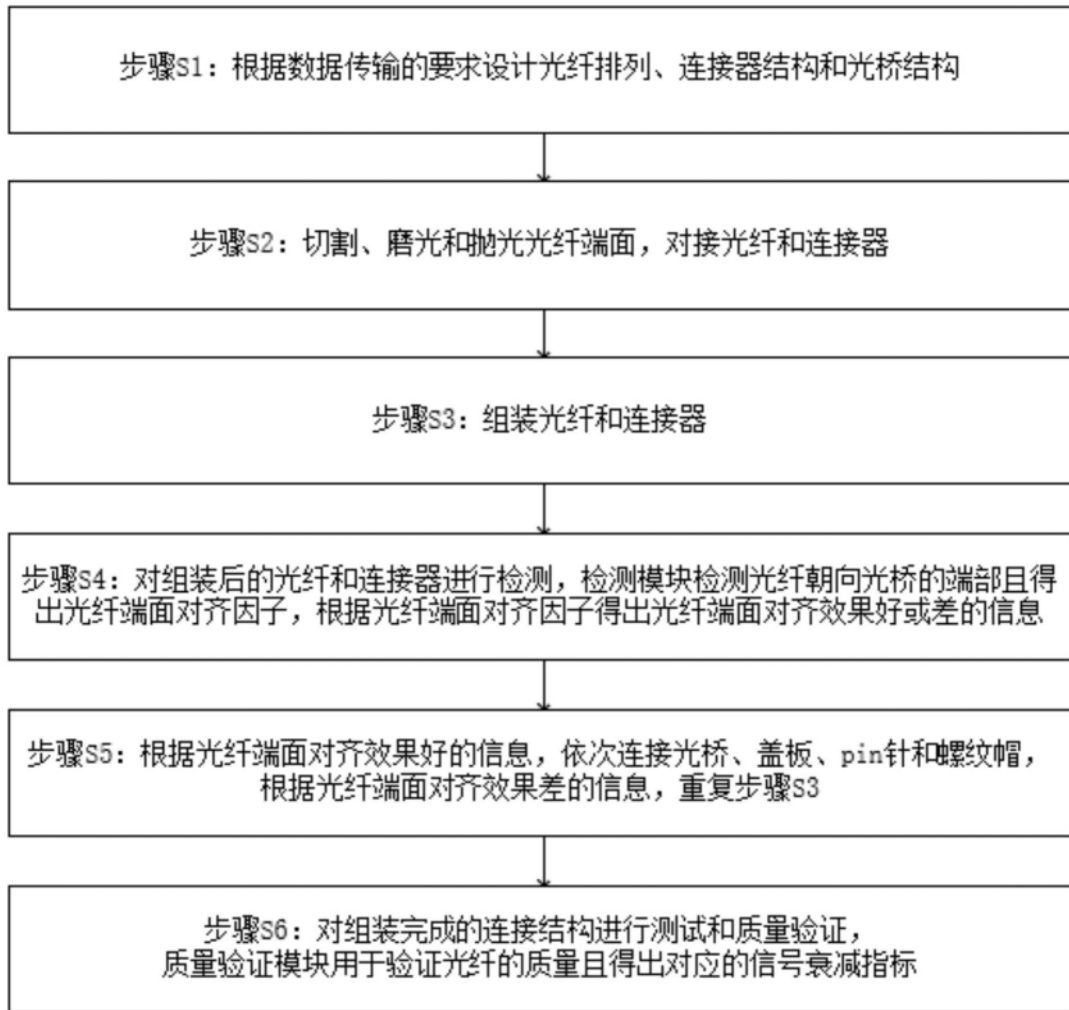 步骤S1：根据数据传输的要求设计光纤排列、连接器结构和光桥结构
步骤S2：切割、磨光和抛光光纤端面，对接光纤和连接器
步骤S3：组装光纤和连接器
步骤S4：对组装后的光纤和连接器进行检测，检测模块检测光纤朝向光桥的端部且得
出光纤端面对齐因子，根据光纤端面对齐因子得出光纤端面对齐效果好或差的信息
步骤S5：根据光纤端面对齐效果好的信息，依次连接光桥、盖板、pin针和螺纹帽，
根据光纤端面对齐效果差的信息，重复步骤S3
步骤S6：对组装完成的连接结构进行测试和质量验证，
质量验证模块用于验证光纤的质量且得出对应的信号衰减指标